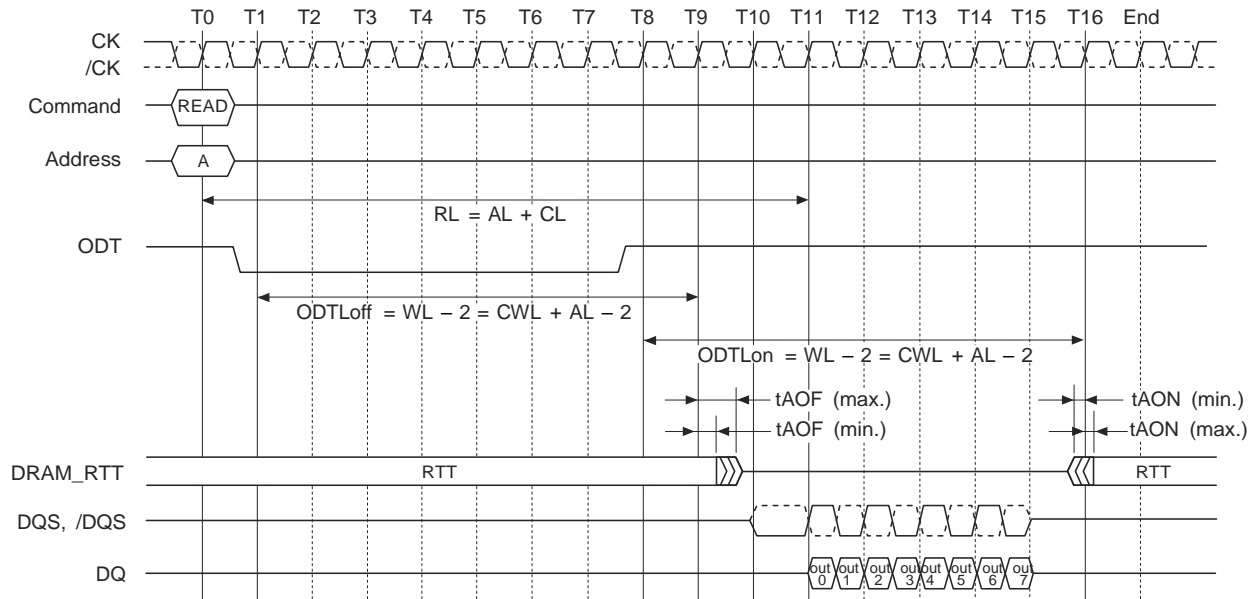 T0 T1 T2 T3 T4 T5 T6 T7 T8 T9 T10 T11 T12 T13 T14 T15 T16 End
CK
/CK
Command READ
Address A
RL = AL + CL
ODT
ODTLoff = WL – 2 = CWL + AL – 2
ODTLon = WL – 2 = CWL + AL – 2
tAOF (max.) tAON (min.)
tAOF (min.) tAON (max.)
DRAM_RTT RTT RTT
DQS, /DQS
DQ out 0 out 1 out 2 out 3 out 4 out 5 out 6 out 7